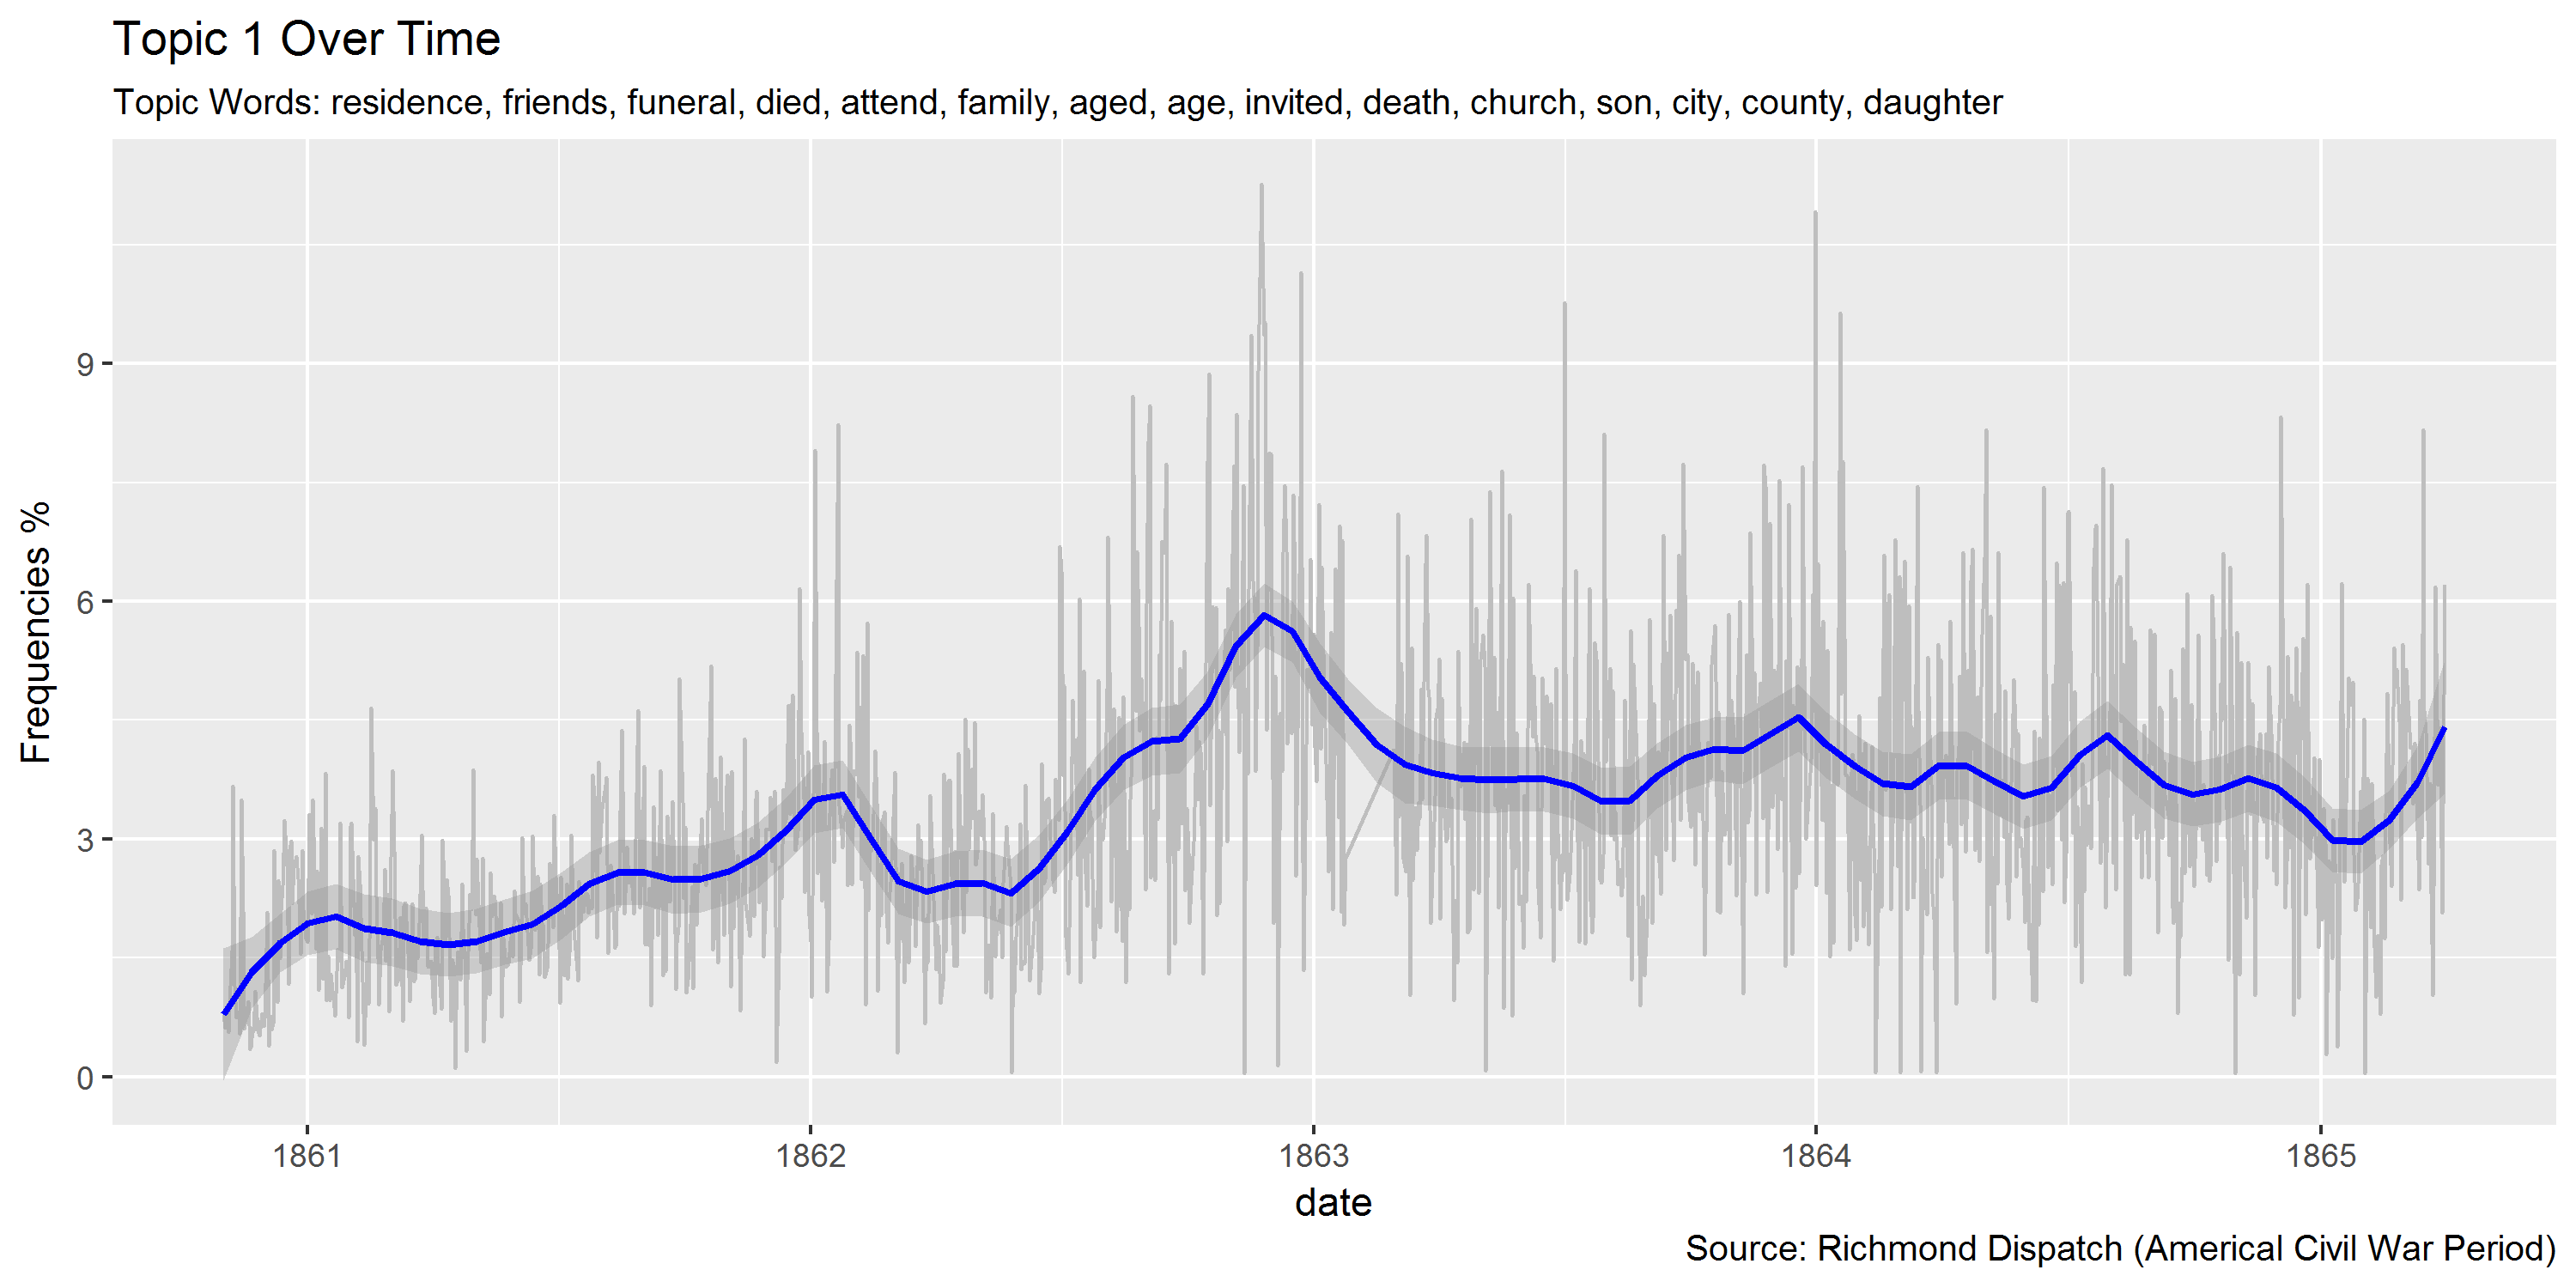 Topic 1 Over Time
Topic Words: residence, friends, funeral, died, attend, family, aged, age, invited, death, church, son, city, county, daughter
Frequencies %
9
6
3
0
1861 1862 1863 1864 1865
date
Source: Richmond Dispatch (Americal Civil War Period)